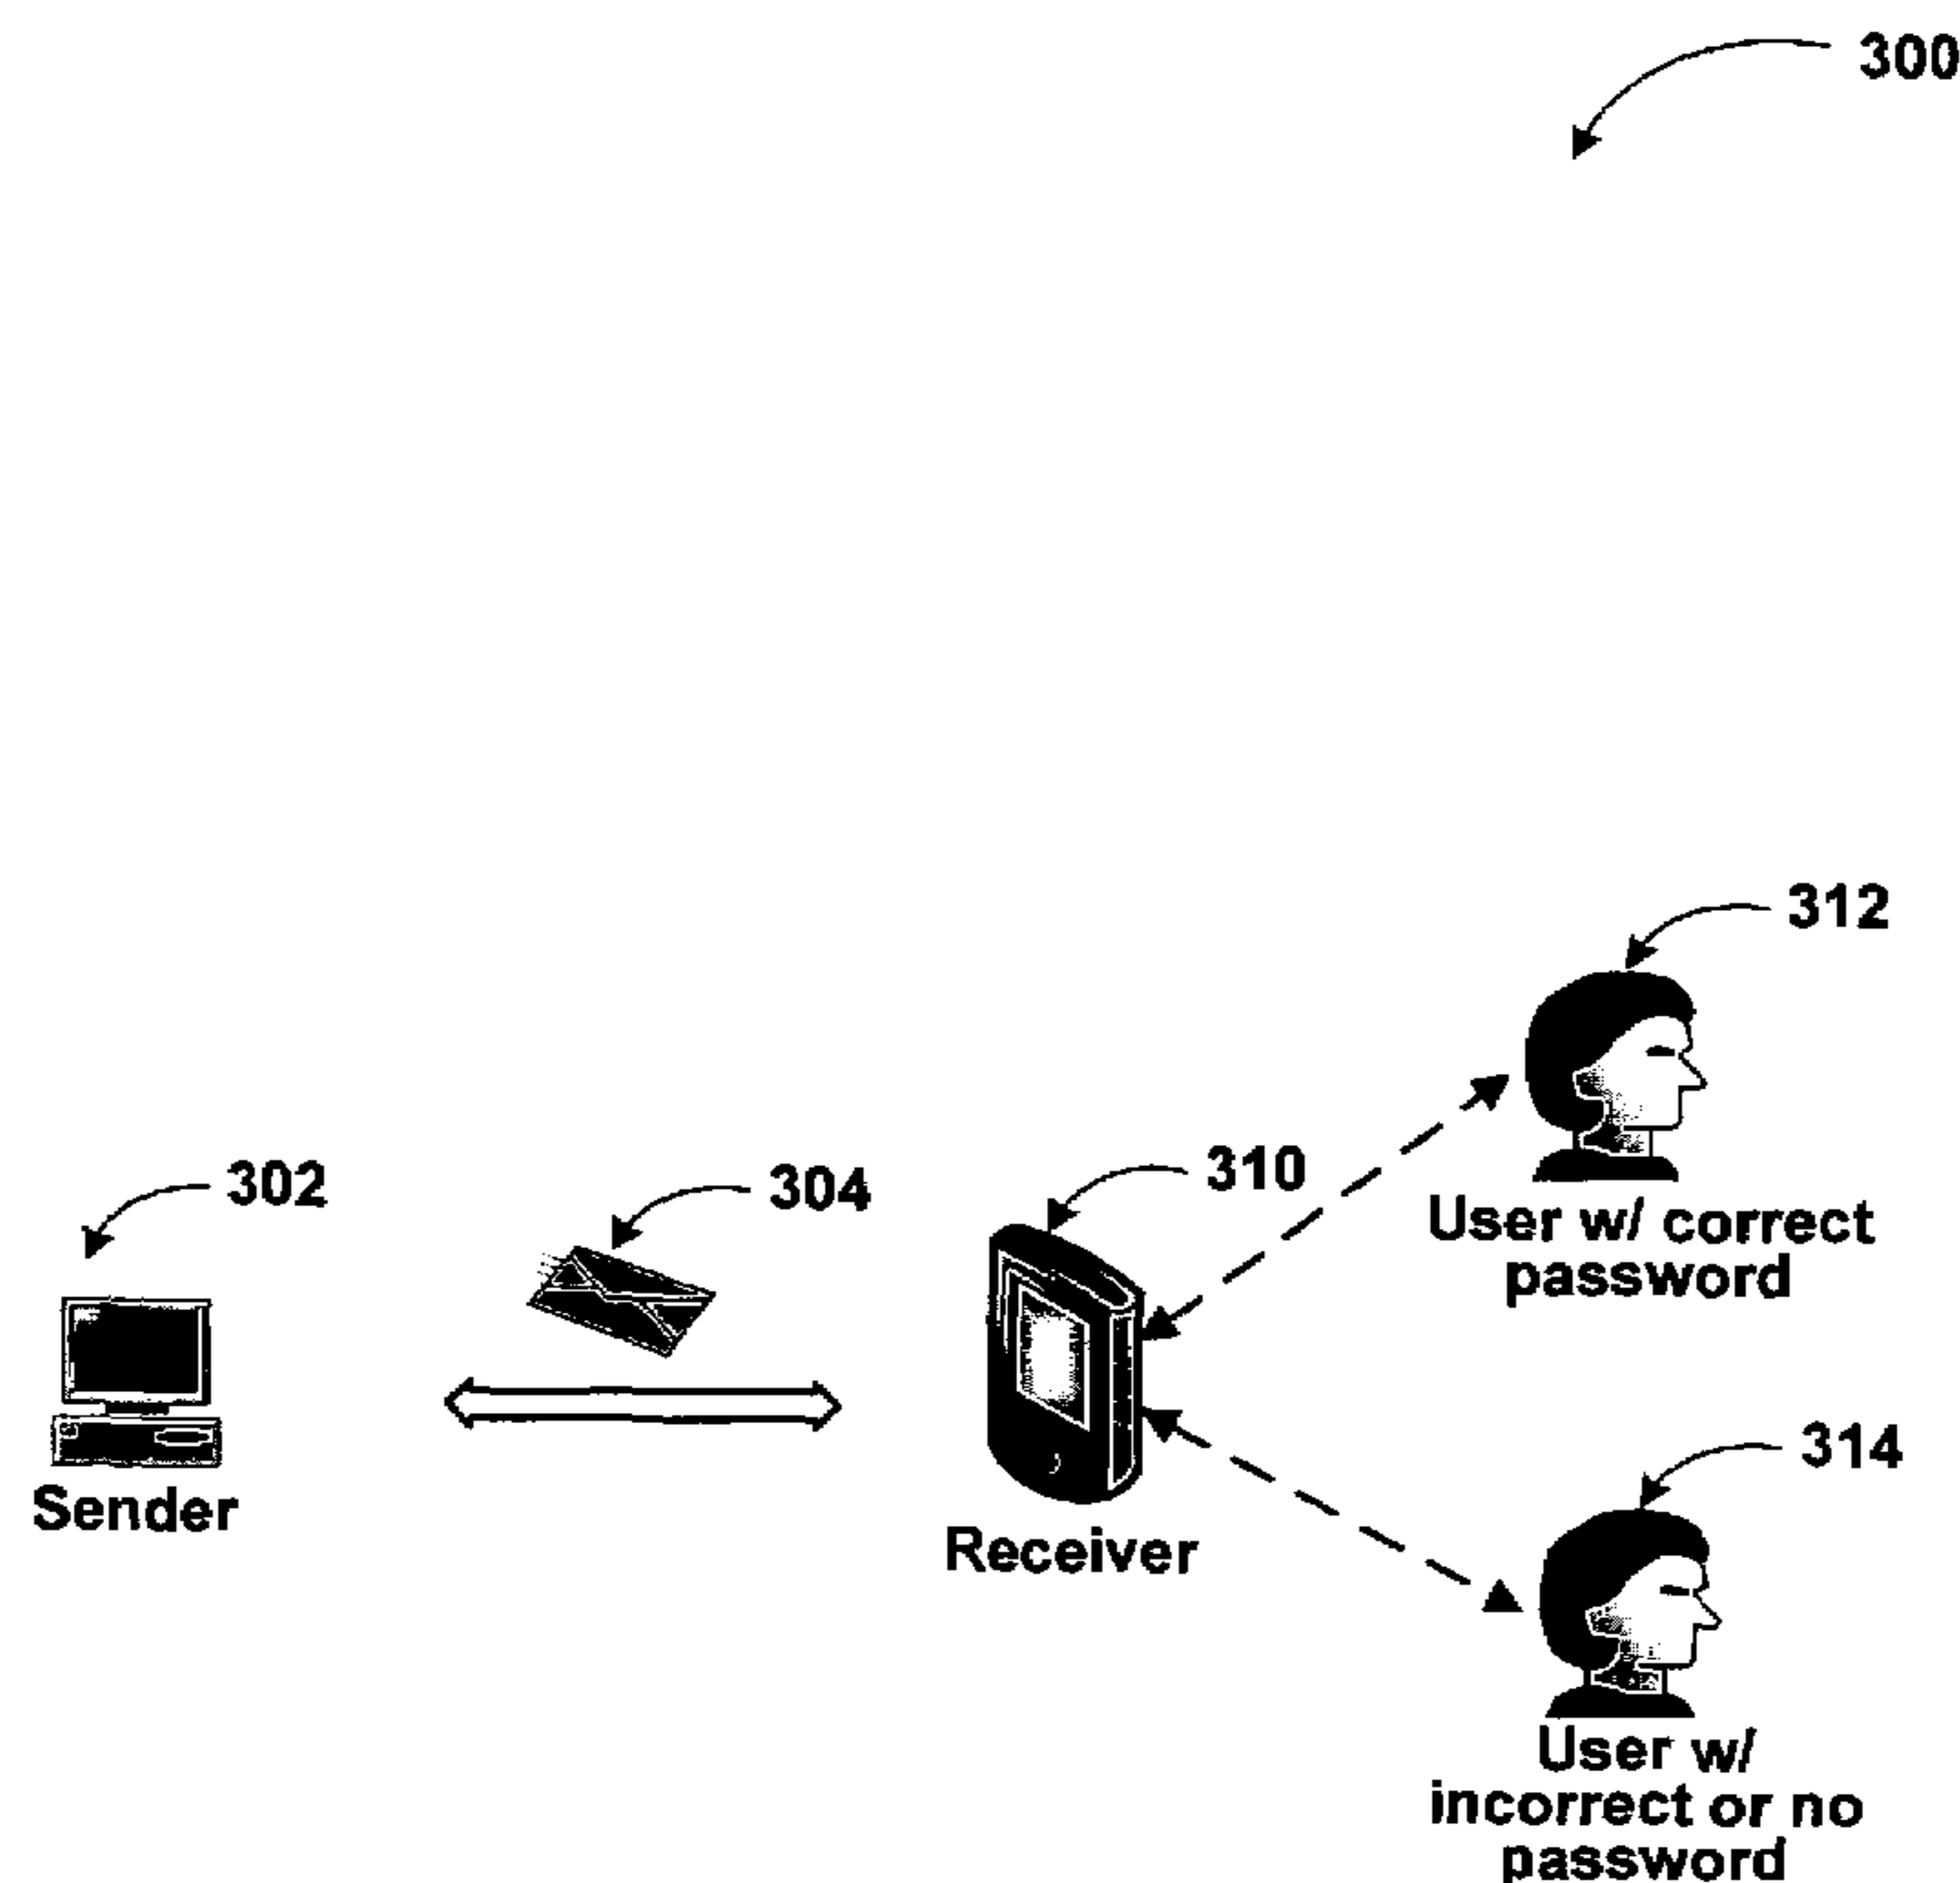 300
312
User w/ correct
password
302
304
310
Sender
Receiver
314
User w/
incorrect or no
password